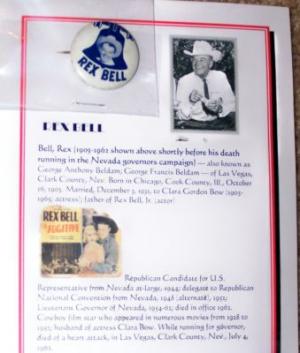 REX BELL
REX BELL
Bell, Rex (1903-1962 shown above shortly before his death
running in the Nevada governors campaign) — also known as
George Anthony Beldam; George Francis Beldam — of Las Vegas,
Clark County, Nev. Born in Chicago, Cook County, Ill., October
16, 1903. Married, December 3, 1931, to Clara Gordon Bow (1905-
1965; actress); father of Rex Bell, Jr. (actor)
REX BELL
FUGITIVE
Republican Candidate for U.S.
Representative from Nevada at-large, 1944; delegate to Republican
National Convention from Nevada, 1948 (alternate), 1952;
Lieutenant Governor of Nevada, 1954-62; died in office 1962.
Cowboy film star who appeared in numerous movies from 1928 to
1952; husband of actress Clara Bow. While running for governor,
died of a heart attack, in Las Vegas, Clark County, Nev., July 4,
1962.